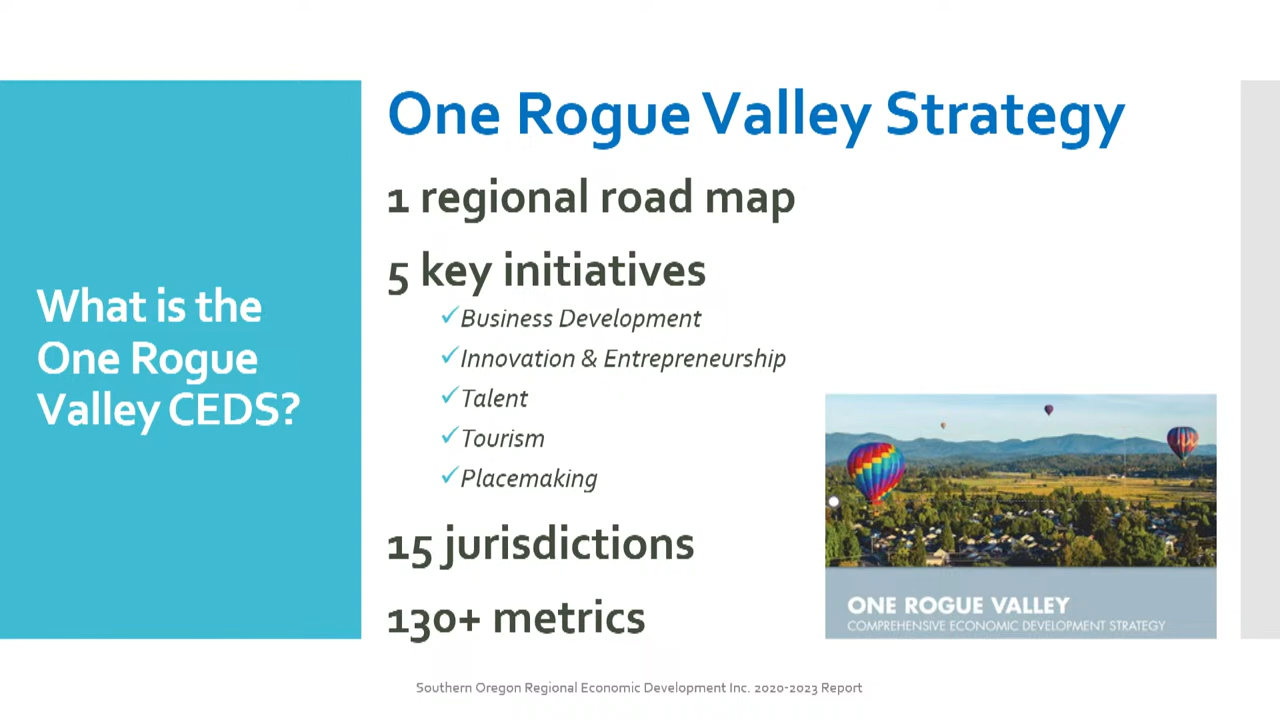 What is the
One Rogue
Valley CEDS?
One Rogue Valley Strategy
1 regional road map
5 key initiatives
✓Business Development
✓Innovation & Entrepreneurship
✓Talent
✓Tourism
✓Placemaking
15 jurisdictions
130+ metrics
ONE ROGUE VALLEY
COMPREHENSIVE ECONOMIC DEVELOPMENT STRATEGY
Southern Oregon Regional Economic Development Inc. 2020-2023 Report